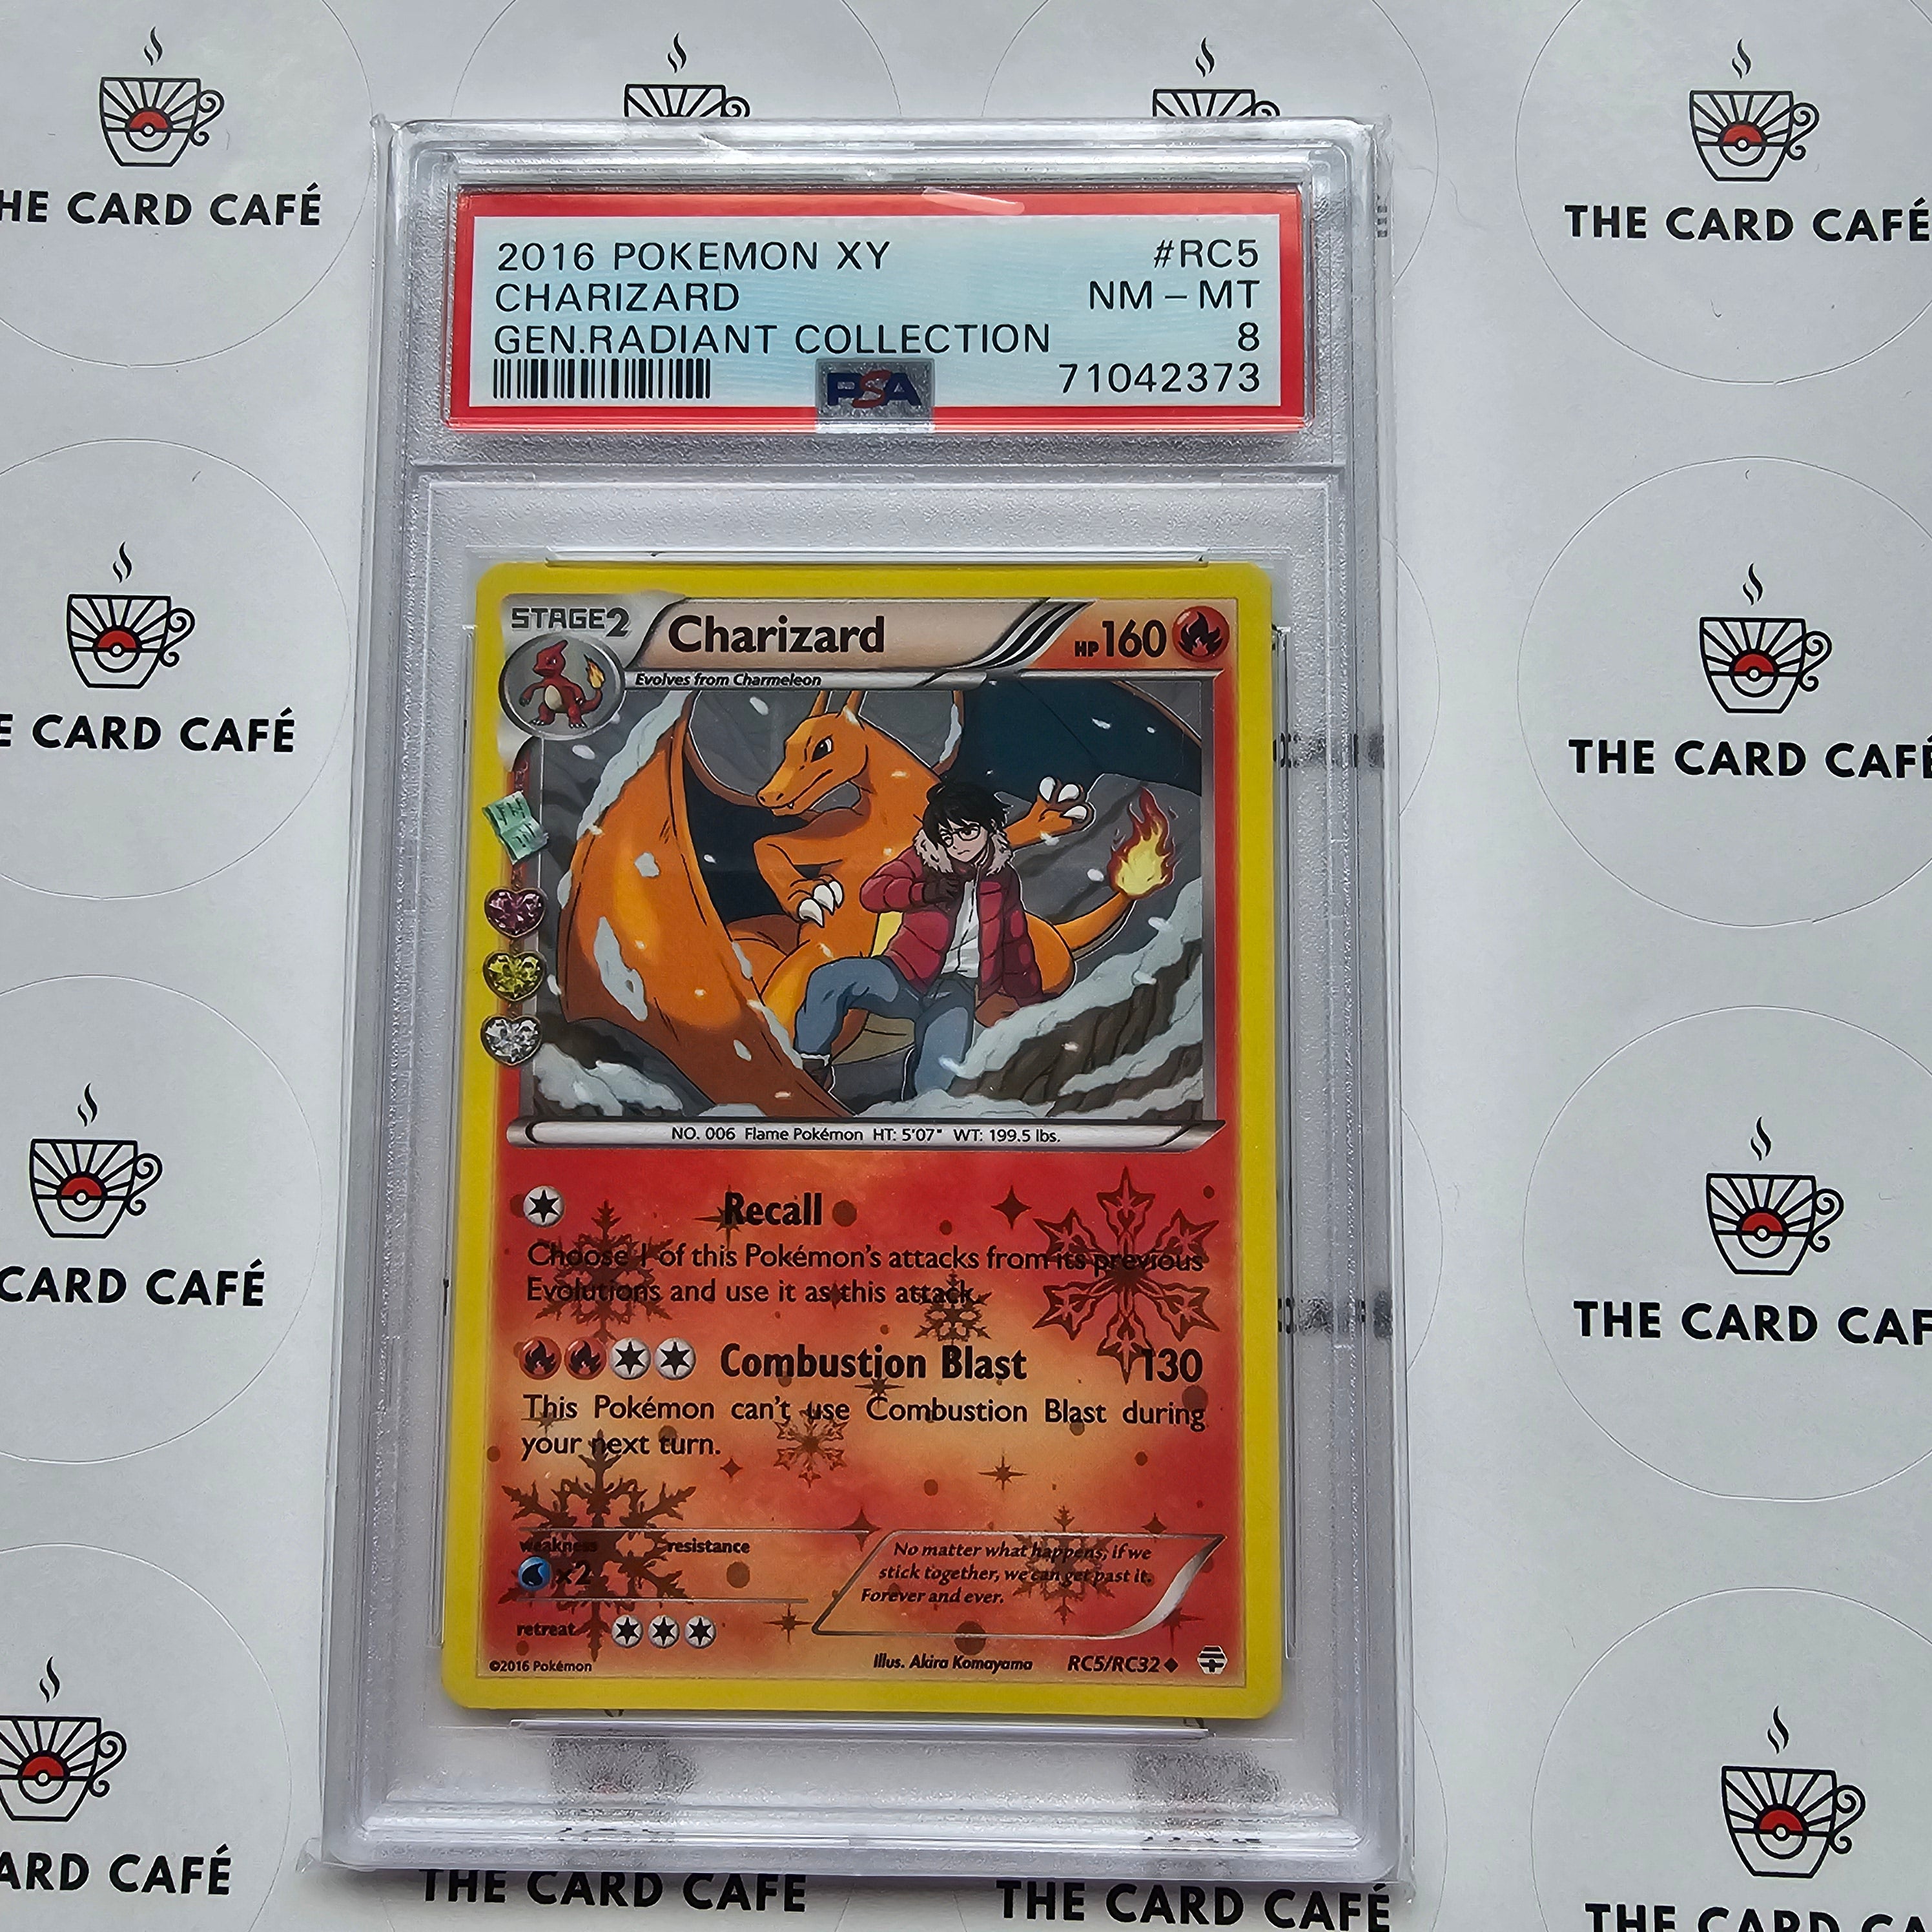 HE CARD CAFÉ
THE CARD CAFÉ
2016 POKEMON XY #RC5
CHARIZARD NM – MT
GEN.RADIANT COLLECTION 8
PSA 71042373
STAGE2 Charizard HP 160
Evolves from Charmeleon
E CARD CAFÉ
THE CARD CAFÉ
NO. 006 Flame Pokémon HT: 5'07" WT: 199.5 lbs.
Recall
Choose 1 of this Pokémon's attacks from its previous
Evolutions and use it as this attack.
CARD CAFÉ
THE CARD CAF
Combustion Blast 130
This Pokémon can't use Combustion Blast during
your next turn.
weakness resistance
×2
retreat
No matter what happens, if we
stick together, we can get past it.
Forever and ever.
©2016 Pokémon Illus. Akira Komayama RC5/RC32
ARD CAFÉ
THE CARD CAFÉ
THE CARD CAFÉ
THE CARD CA